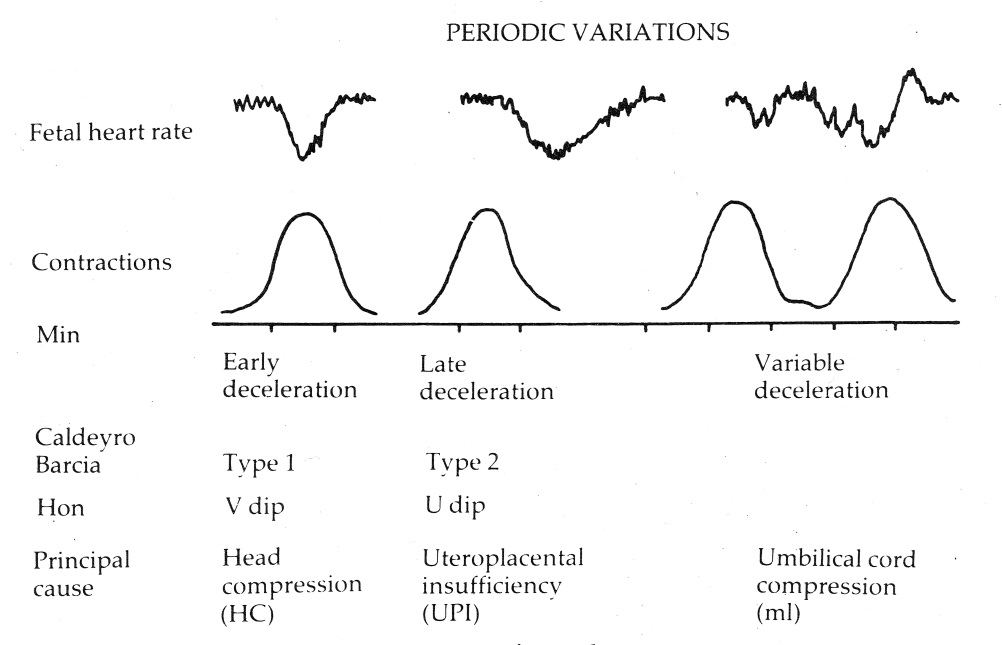 PERIODIC VARIATIONS
Fetal heart rate
Contractions
Min
Early
deceleration
Late
deceleration
Variable
deceleration
Caldeyro
Barcia
Type 1
Type 2
Hon
V dip
U dip
Principal
cause
Head
compression
(HC)
Uteroplacental
insufficiency
(UPI)
Umbilical cord
compression
(ml)